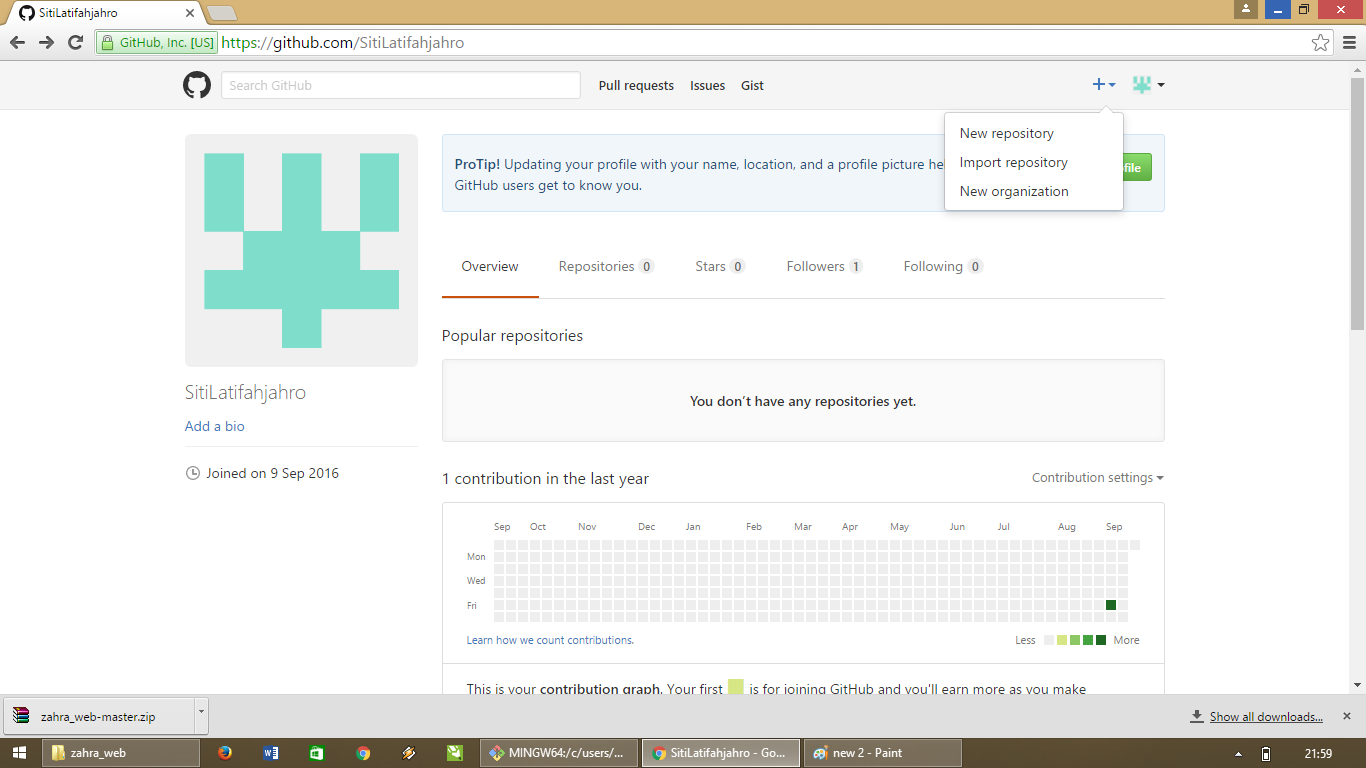 SitiLatifahjahro
GitHub, Inc. [US] https://github.com/SitiLatifahjahro
Search GitHub
Pull requests Issues Gist
New repository
Import repository
New organization
ProTip! Updating your profile with your name, location, and a profile picture
GitHub users get to know you.
Overview Repositories 0 Stars 0 Followers 1 Following 0
Popular repositories
You don’t have any repositories yet.
SitiLatifahjahro
Add a bio
Joined on 9 Sep 2016
1 contribution in the last year Contribution settings
Sep Oct Nov Dec Jan Feb Mar Apr May Jun Jul Aug Sep
Mon
Wed
Fri
Learn how we count contributions. Less More
This is your contribution graph. Your first is for joining GitHub and you'll earn more as you make
zahra_web-master.zip Show all downloads...
zahra_web MINGW64:/c/users/... SitiLatifahjahro - Go... new 2 - Paint 21:59